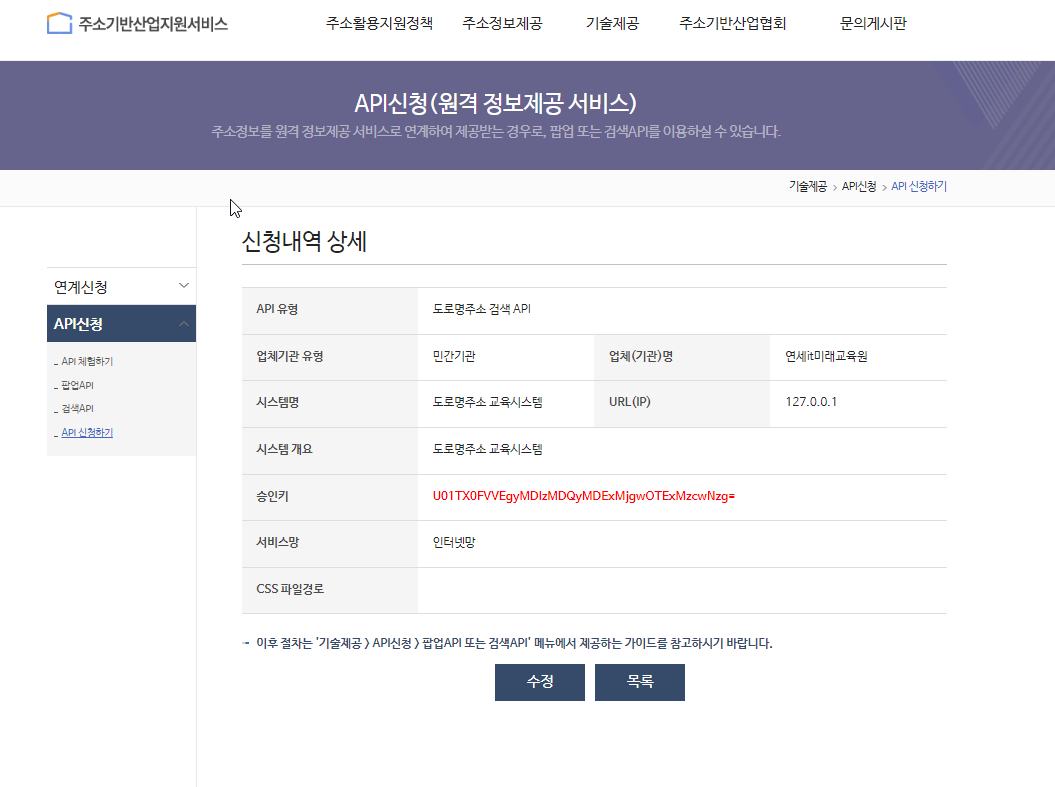 주소기반산업지원서비스
주소활용지원정책 주소정보제공 기술제공 주소기반산업협회 문의게시판
API신청(원격 정보제공 서비스)
주소정보를 원격 정보제공 서비스로 연계하여 제공받는 경우로, 팝업 또는 검색API를 이용하실 수 있습니다.
기술제공 > API신청 > API 신청하기
연계신청
API신청
API 체험하기
팝업API
검색API
API 신청하기
신청내역 상세
API 유형 도로명주소 검색 API
업체기관 유형 민간기관 업체(기관)명 연세it미래교육원
시스템명 도로명주소 교육시스템 URL(IP) 127.0.0.1
시스템 개요 도로명주소 교육시스템
승인키 U01TX0FVVEgyMDIzMDQyMDExMjgwOTExMzcwNzg=
서비스망 인터넷망
CSS 파일경로
→ 이후 절차는 '기술제공 > API신청 > 팝업API 또는 검색API' 메뉴에서 제공하는 가이드를 참고하시기 바랍니다.
수정 목록